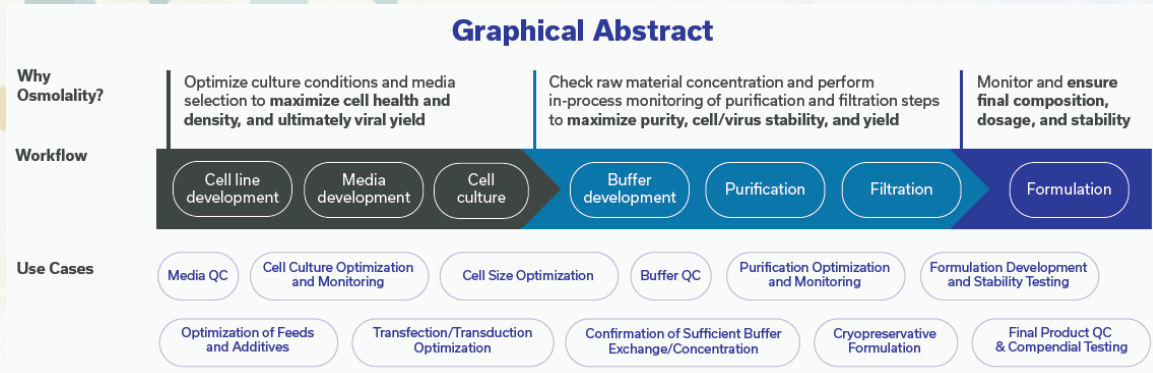 Graphical Abstract
Why
Osmolality?
Optimize culture conditions and media
selection to maximize cell health and
density, and ultimately viral yield
Check raw material concentration and perform
in-process monitoring of purification and filtration steps
to maximize purity, cell/virus stability, and yield
Monitor and ensure
final composition,
dosage, and stability
Workflow
Cell line
development
Media
development
Cell
culture
Buffer
development
Purification
Filtration
Formulation
Use Cases
Media QC
Cell Culture Optimization
and Monitoring
Cell Size Optimization
Buffer QC
Purification Optimization
and Monitoring
Formulation Development
and Stability Testing
Optimization of Feeds
and Additives
Transfection/Transduction
Optimization
Confirmation of Sufficient Buffer
Exchange/Concentration
Cryopreservative
Formulation
Final Product QC
& Compendial Testing